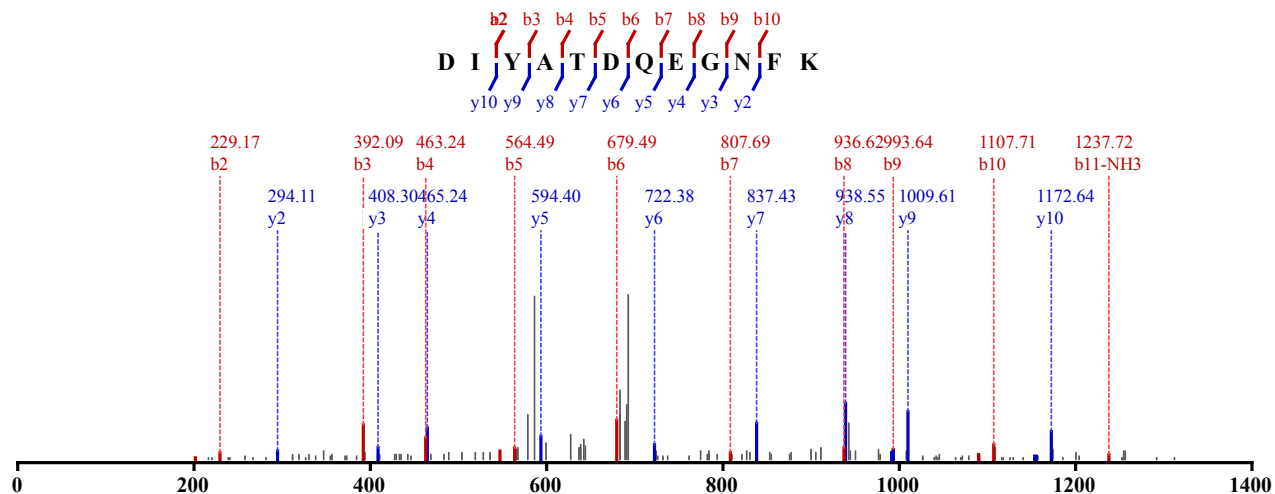 a2 b2 b3 b4 b5 b6 b7 b8 b9 b10
D I Y A T D Q E G N F K
y10 y9 y8 y7 y6 y5 y4 y3 y2
229.17 392.09 463.24 564.49 679.49 807.69 936.62 993.64 1107.71 1237.72
b2 b3 b4 b5 b6 b7 b8 b9 b10 b11-NH3
294.11 408.30 465.24 594.40 722.38 837.43 938.55 1009.61 1172.64
y2 y3 y4 y5 y6 y7 y8 y9 y10
0 200 400 600 800 1000 1200 1400